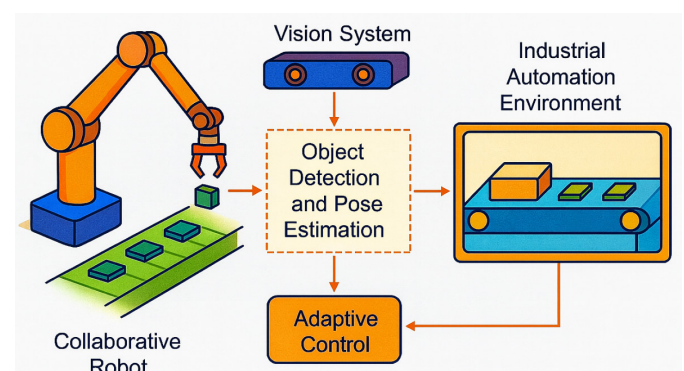 Vision System
Industrial
Automation
Environment
Object
Detection
and Pose
Estimation
Adaptive
Control
Collaborative
Robot